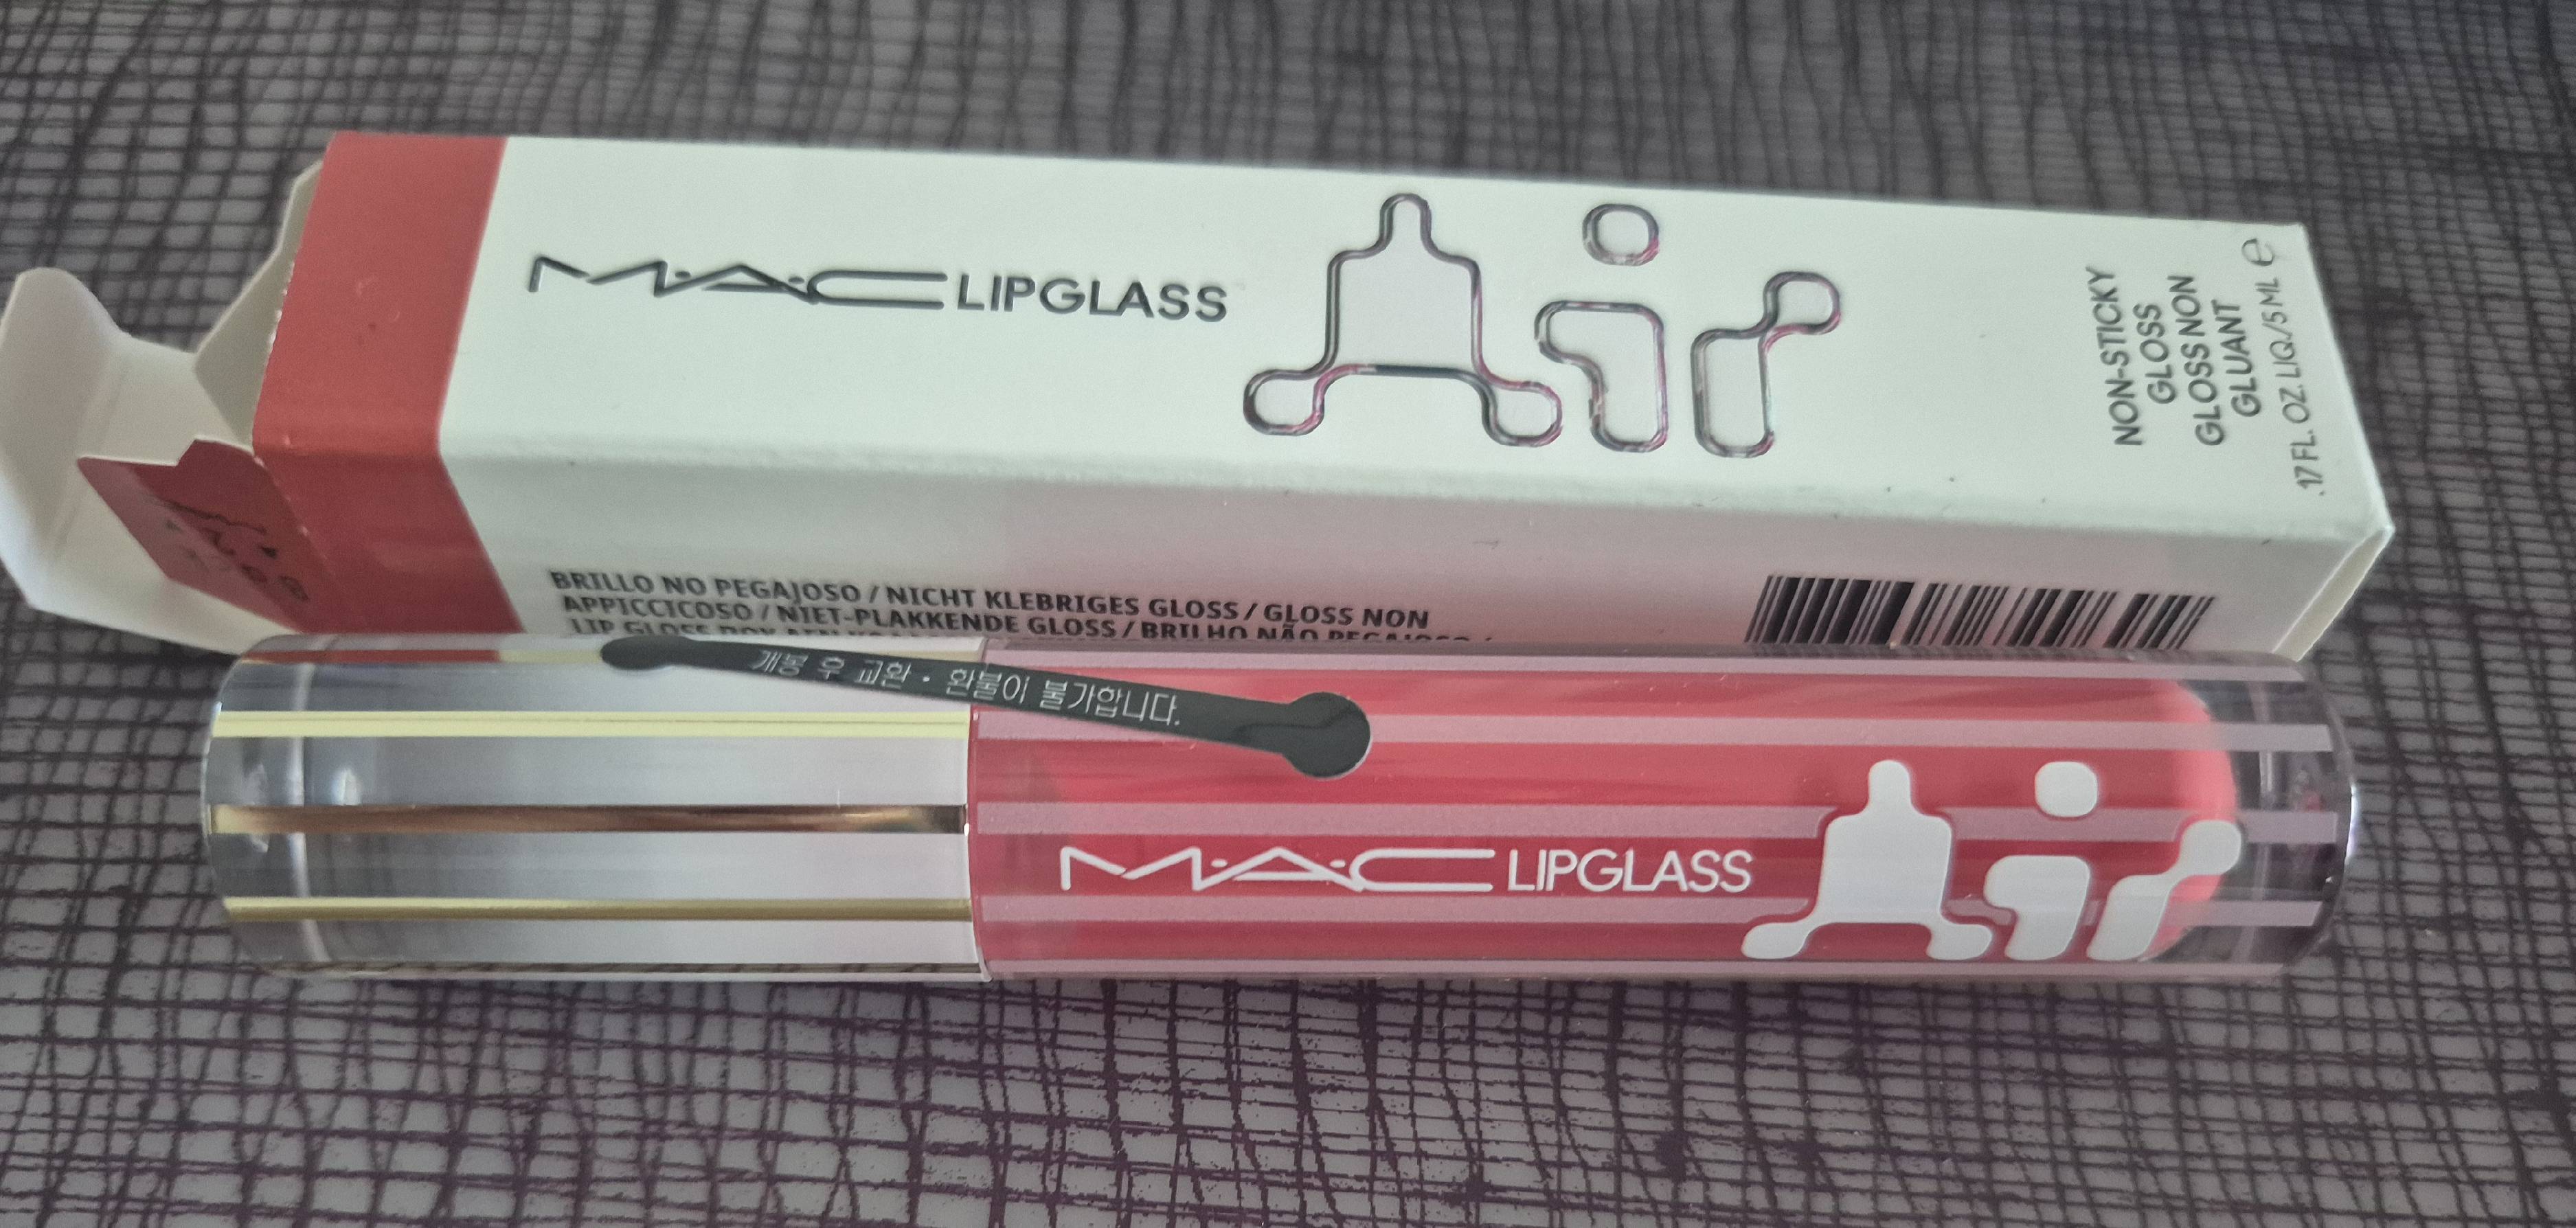 M·A·C LIPGLASS Air
NON-STICKY
GLOSS
GLOSS NON
GLUANT
.17 FL. OZ. LIQ./5 ML ℮
BRILLO NO PEGAJOSO / NICHT KLEBRIGES GLOSS / GLOSS NON
APPICCICOSO / NIET-PLAKKENDE GLOSS / BRILHO NÃO PEGAJOSO /
LIP GLOSS
개봉 후 교환 · 환불이 불가합니다.
M·A·C LIPGLASS Air